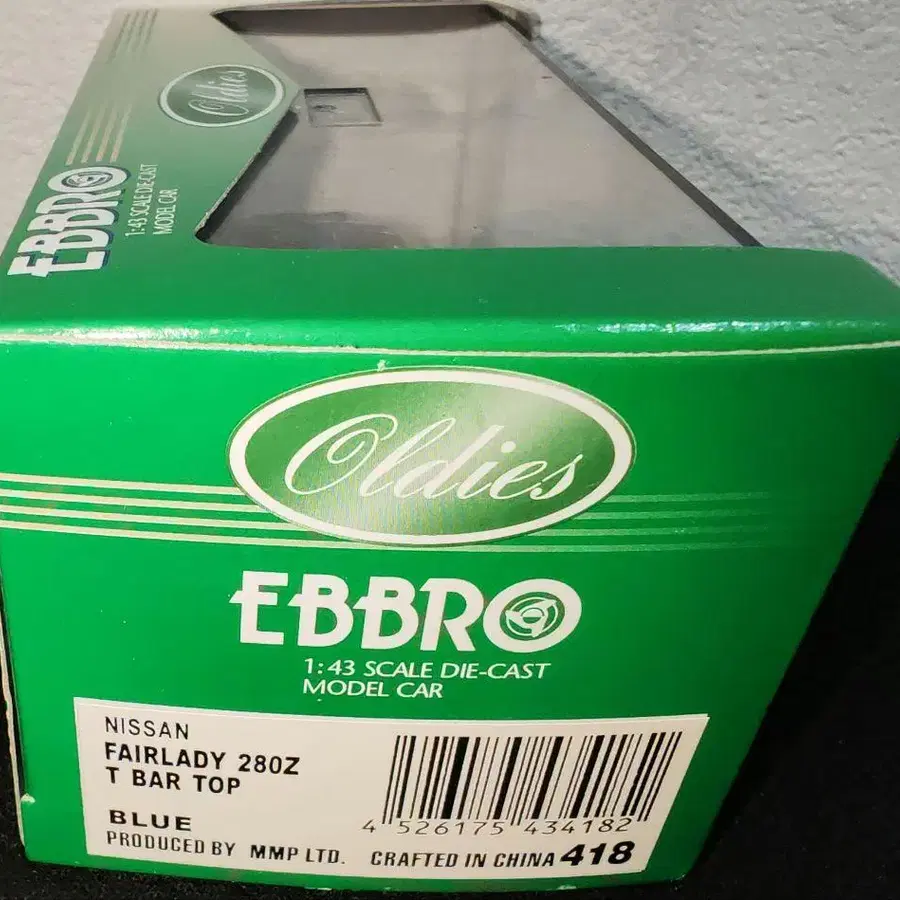 Oldies
EBBRO
1:43 SCALE DIE-CAST
MODEL CAR
Oldies
EBBRO
1:43 SCALE DIE-CAST
MODEL CAR
NISSAN
FAIRLADY 280Z
T BAR TOP
BLUE
4 526175 434182
PRODUCED BY MMP LTD. CRAFTED IN CHINA 418